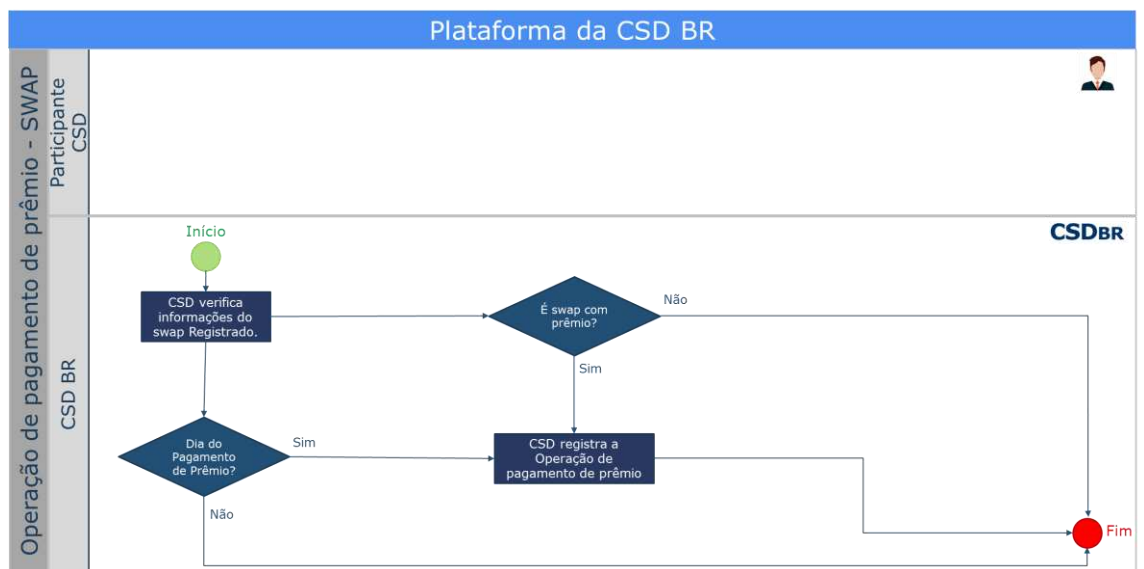 Plataforma da CSD BR
Operação de pagamento de prêmio - SWAP
Participante
CSD
CSD BR
CSDBR
Início
CSD verifica
informações do
swap Registrado.
É swap com
prêmio?
Não
Sim
Dia do
Pagamento
de Prêmio?
Sim
CSD registra a
Operação de
pagamento de prêmio
Não
Fim